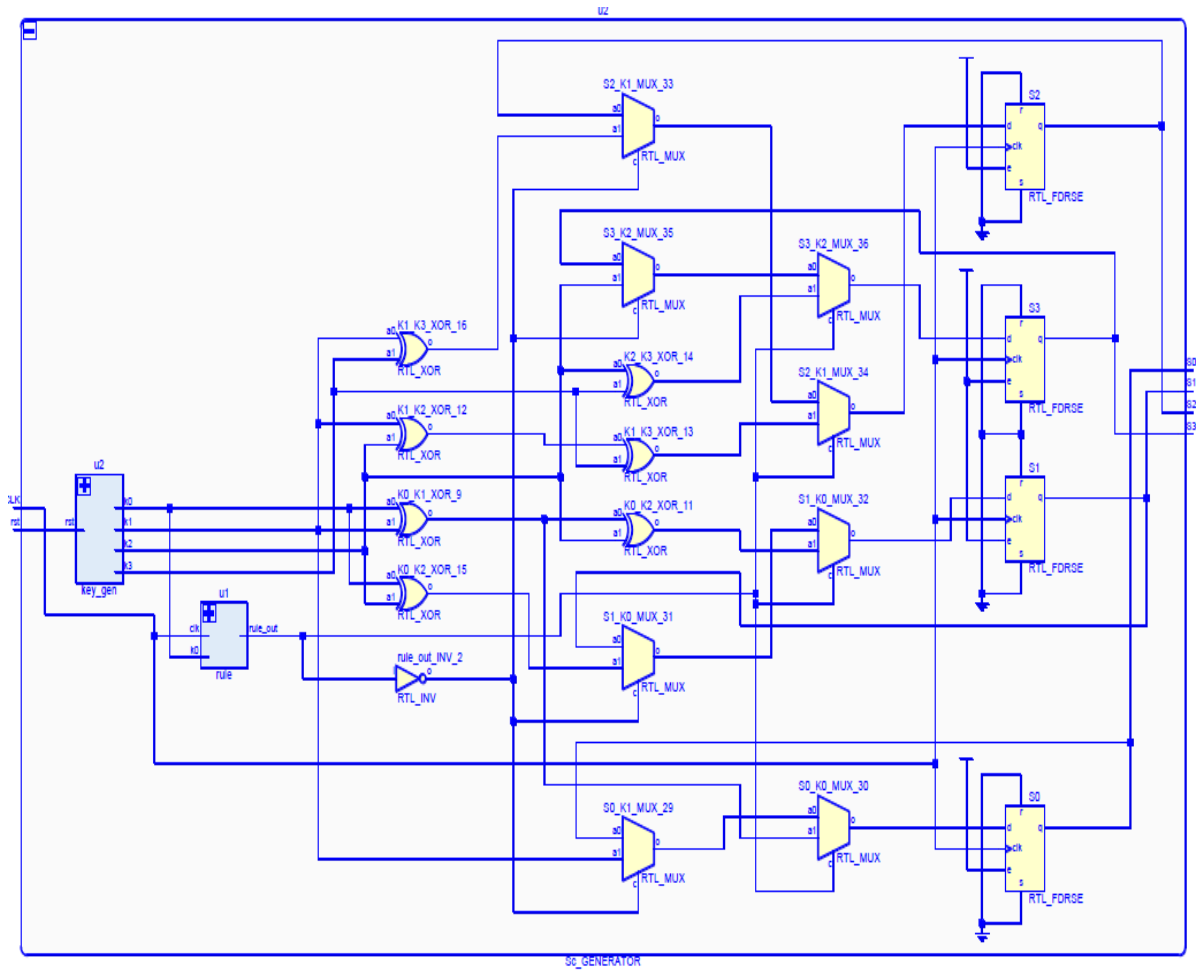 u2
S2_K1_MUX_33
a0
a1
o
c
RTL_MUX
S2
r
d
q
clk
e
s
RTL_FDRSE
S3_K2_MUX_35
a0
a1
o
c
RTL_MUX
S3_K2_MUX_36
a0
a1
o
c
RTL_MUX
S3
r
d
q
clk
e
s
RTL_FDRSE
K1_K3_XOR_16
a0
a1
o
RTL_XOR
K2_K3_XOR_14
a0
a1
o
RTL_XOR
S2_K1_MUX_34
a0
a1
o
c
RTL_MUX
S0
S1
S2
S3
K1_K2_XOR_12
a0
a1
o
RTL_XOR
K1_K3_XOR_13
a0
a1
o
RTL_XOR
u2
rst
k0
k1
k2
k3
key_gen
CLK
rst
K0_K1_XOR_9
a0
a1
o
RTL_XOR
K0_K2_XOR_11
a0
a1
o
RTL_XOR
S1_K0_MUX_32
a0
a1
o
c
RTL_MUX
S1
r
d
q
clk
e
s
RTL_FDRSE
K0_K2_XOR_15
a0
a1
o
RTL_XOR
u1
clk
k0
rule_out
rule
S1_K0_MUX_31
a0
a1
o
c
RTL_MUX
rule_out_INV_2
o
RTL_INV
S0_K1_MUX_29
a0
a1
o
c
RTL_MUX
S0_K0_MUX_30
a0
a1
o
c
RTL_MUX
S0
r
d
q
clk
e
s
RTL_FDRSE
Sc_GENERATOR